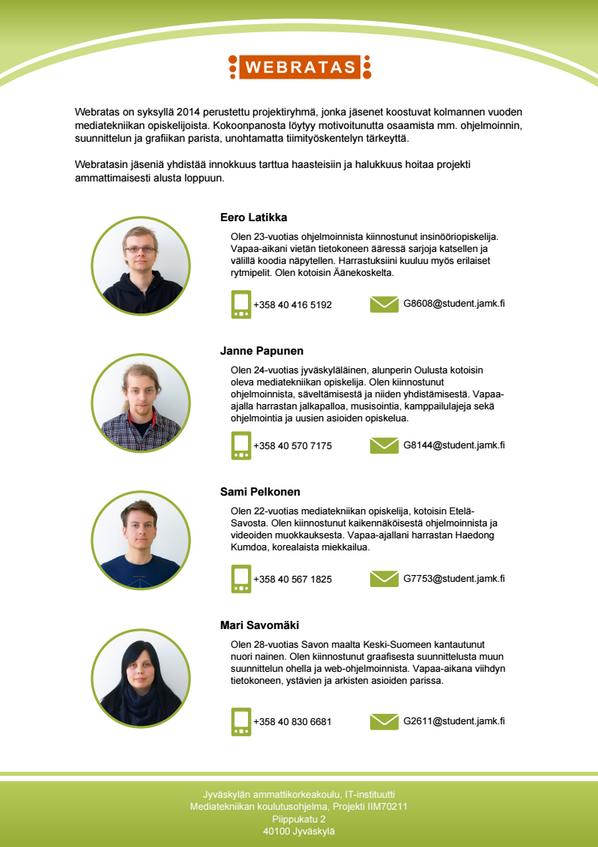 WEBRATAS
Webratas on syksyllä 2014 perustettu projektiryhmä, jonka jäsenet koostuvat kolmannen vuoden
mediatekniikan opiskelijoista. Kokoonpanosta löytyy motivoitunutta osaamista mm. ohjelmoinnin,
suunnittelun ja grafiikan parista, unohtamatta tiimityöskentelyn tärkeyttä.
Webratasin jäseniä yhdistää innokkuus tarttua haasteisiin ja halukkuus hoitaa projekti
ammattimaisesti alusta loppuun.
Eero Latikka
Olen 23-vuotias ohjelmoinnista kiinnostunut insinööriopiskelija.
Vapaa-aikani vietän tietokoneen ääressä sarjoja katsellen ja
välillä koodia näpytellen. Harrastuksiini kuuluu myös erilaiset
rytmipelit. Olen kotoisin Äänekoskelta.
+358 40 416 5192 G8608@student.jamk.fi
Janne Papunen
Olen 24-vuotias jyväskyläläinen, alunperin Oulusta kotoisin
oleva mediatekniikan opiskelija. Olen kiinnostunut
ohjelmoinnista, säveltämisestä ja niiden yhdistämisestä. Vapaa-
ajalla harrastan jalkapalloa, musisointia, kamppailulajeja sekä
ohjelmointia ja uusien asioiden opiskelua.
+358 40 570 7175 G8144@student.jamk.fi
Sami Pelkonen
Olen 22-vuotias mediatekniikan opiskelija, kotoisin Etelä-
Savosta. Olen kiinnostunut kaikennäköisestä ohjelmoinnista ja
videoiden muokkauksesta. Vapaa-ajallani harrastan Haedong
Kumdoa, korealaista miekkailua.
+358 40 567 1825 G7753@student.jamk.fi
Mari Savomäki
Olen 28-vuotias Savon maalta Keski-Suomeen kantautunut
nuori nainen. Olen kiinnostunut graafisesta suunnittelusta muun
suunnittelun ohella ja web-ohjelmoinnista. Vapaa-aikana viihdyn
tietokoneen, ystävien ja arkisten asioiden parissa.
+358 40 830 6681 G2611@student.jamk.fi
Jyväskylän ammattikorkeakoulu, IT-instituutti
Mediatekniikan koulutusohjelma, Projekti IIM70211
Piippukatu 2
40100 Jyväskylä